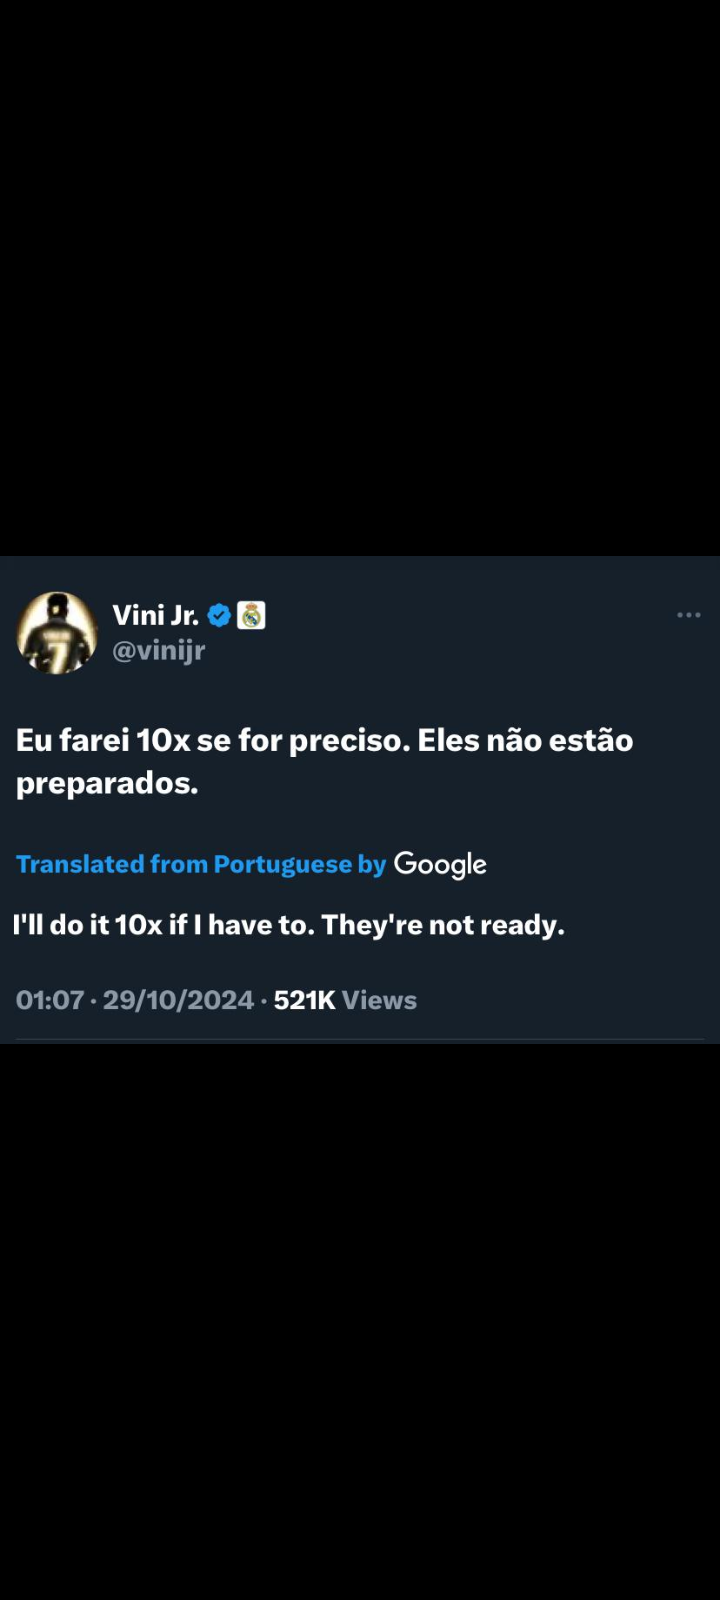 Vini Jr.
@vinijr
Eu farei 10x se for preciso. Eles não estão
preparados.
Translated from Portuguese by Google
I'll do it 10x if I have to. They're not ready.
01:07 · 29/10/2024 · 521K Views